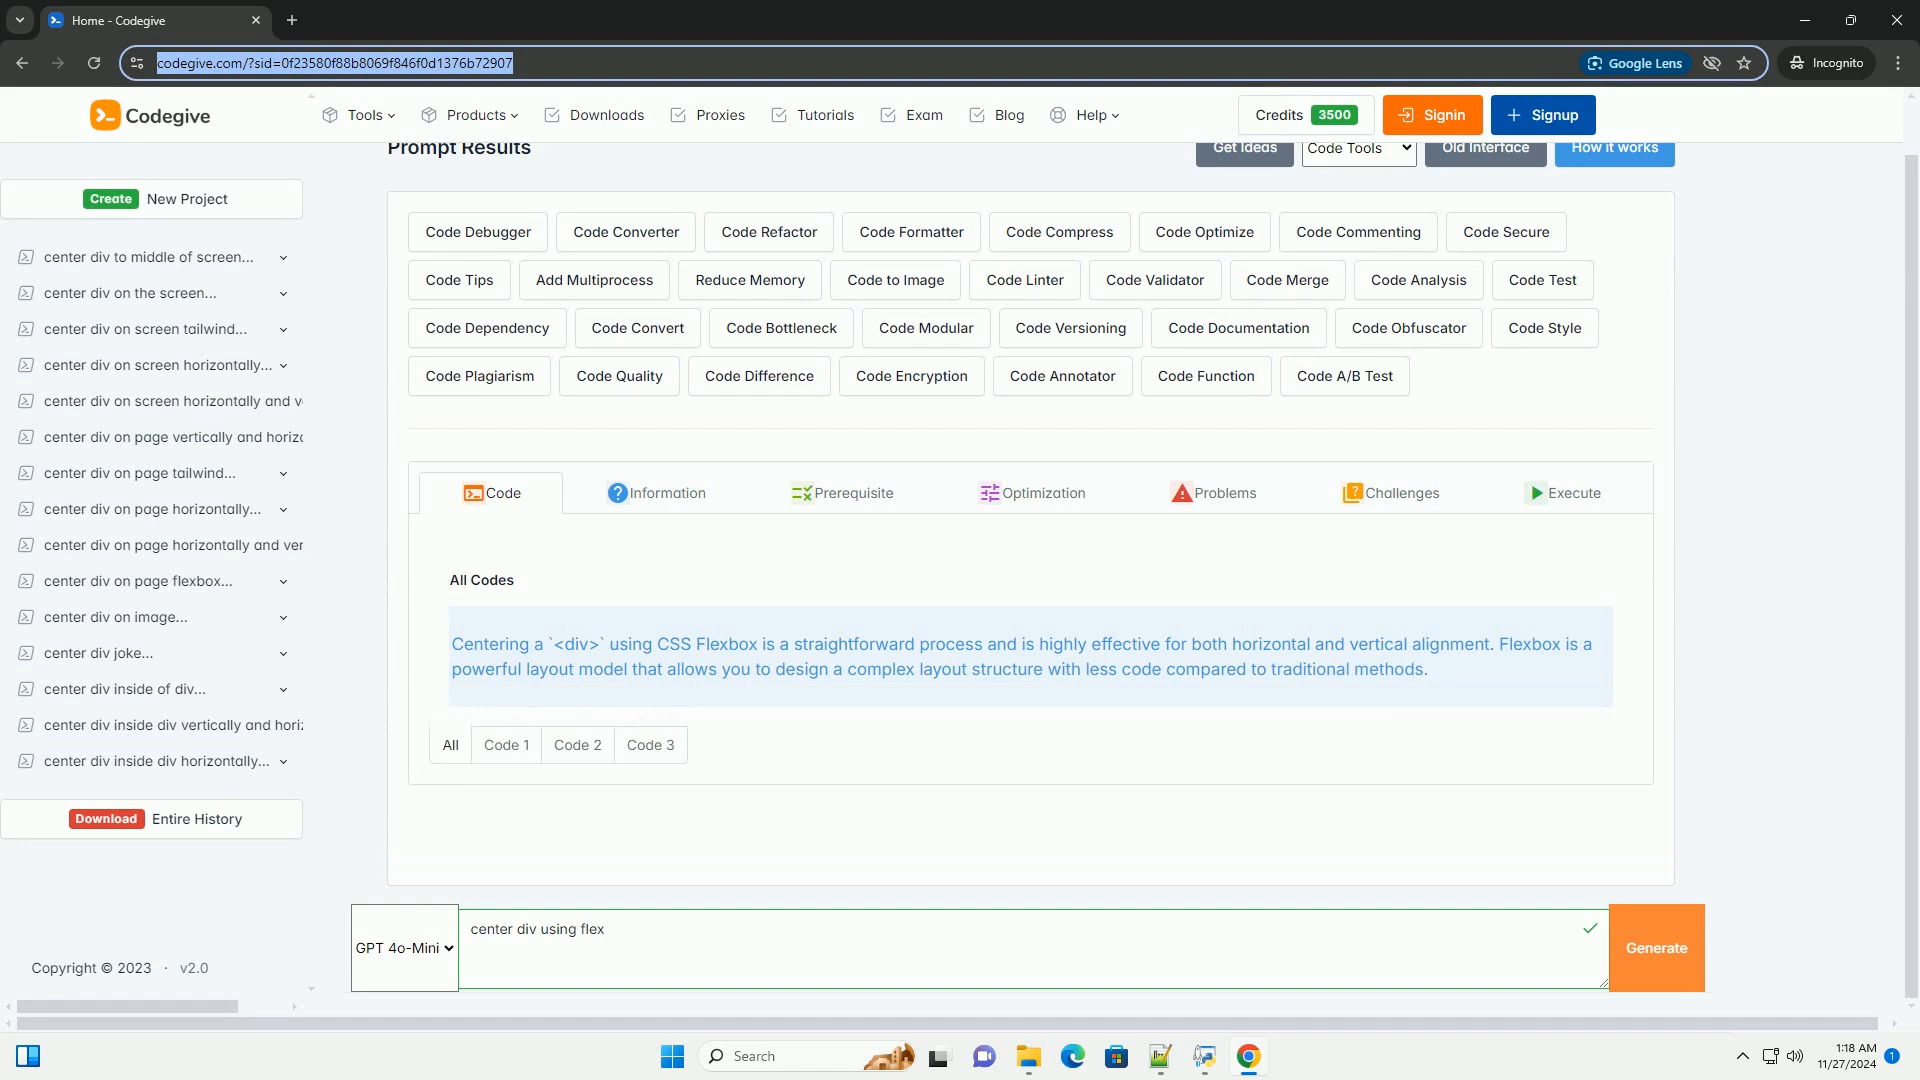 Home - Codegive
codegive.com/?sid=0f23580f88b8069f846f0d1376b72907
Google Lens
Incognito
Codegive
Tools
Products
Downloads
Proxies
Tutorials
Exam
Blog
Help
Credits 3500
Signin
Signup
Prompt Results
Get Ideas
Code Tools
Old Interface
How it works
Create New Project
center div to middle of screen...
center div on the screen...
center div on screen tailwind...
center div on screen horizontally...
center div on screen horizontally and v
center div on page vertically and horizo
center div on page tailwind...
center div on page horizontally...
center div on page horizontally and ver
center div on page flexbox...
center div on image...
center div joke...
center div inside of div...
center div inside div vertically and hori
center div inside div horizontally...
Download Entire History
Copyright © 2023 · v2.0
Code Debugger
Code Converter
Code Refactor
Code Formatter
Code Compress
Code Optimize
Code Commenting
Code Secure
Code Tips
Add Multiprocess
Reduce Memory
Code to Image
Code Linter
Code Validator
Code Merge
Code Analysis
Code Test
Code Dependency
Code Convert
Code Bottleneck
Code Modular
Code Versioning
Code Documentation
Code Obfuscator
Code Style
Code Plagiarism
Code Quality
Code Difference
Code Encryption
Code Annotator
Code Function
Code A/B Test
Code
Information
Prerequisite
Optimization
Problems
Challenges
Execute
All Codes
Centering a `<div>` using CSS Flexbox is a straightforward process and is highly effective for both horizontal and vertical alignment. Flexbox is a
powerful layout model that allows you to design a complex layout structure with less code compared to traditional methods.
All
Code 1
Code 2
Code 3
GPT 4o-Mini
center div using flex
Generate
Search
1:18 AM
11/27/2024
1